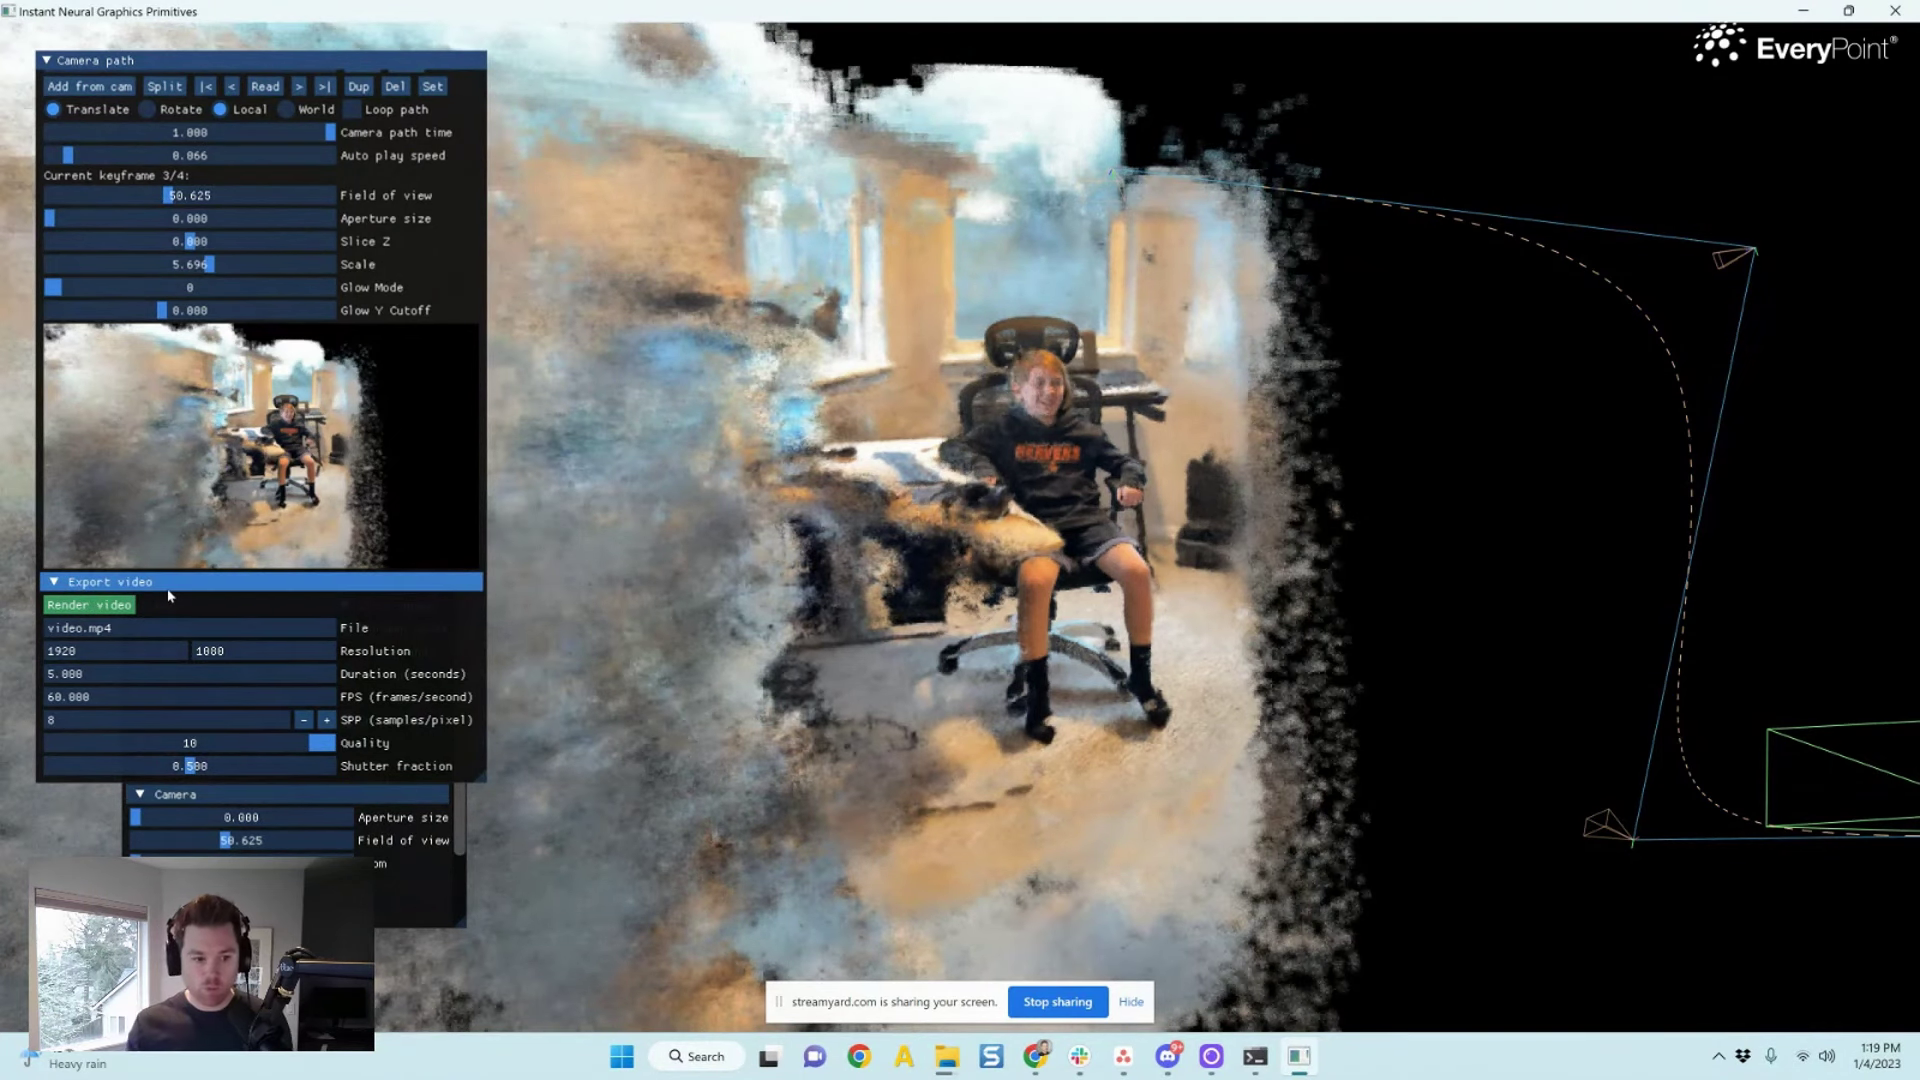 Instant Neural Graphics Primitives
EveryPoint®
Camera path
Add from cam Split |< < Read > >| Dup Del Set
Translate Rotate Local World Loop path
1.000 Camera path time
0.066 Auto play speed
Current keyframe 3/4:
50.625 Field of view
0.000 Aperture size
0.000 Slice Z
5.696 Scale
0 Glow Mode
0.000 Glow Y Cutoff
BEAVERS
Export video
Render video
video.mp4 File
1920 1080 Resolution
5.000 Duration (seconds)
60.000 FPS (frames/second)
8 - + SPP (samples/pixel)
10 Quality
0.500 Shutter fraction
Camera
0.000 Aperture size
50.625 Field of view
om
streamyard.com is sharing your screen. Stop sharing Hide
Heavy rain
Search
9+
1:19 PM
1/4/2023